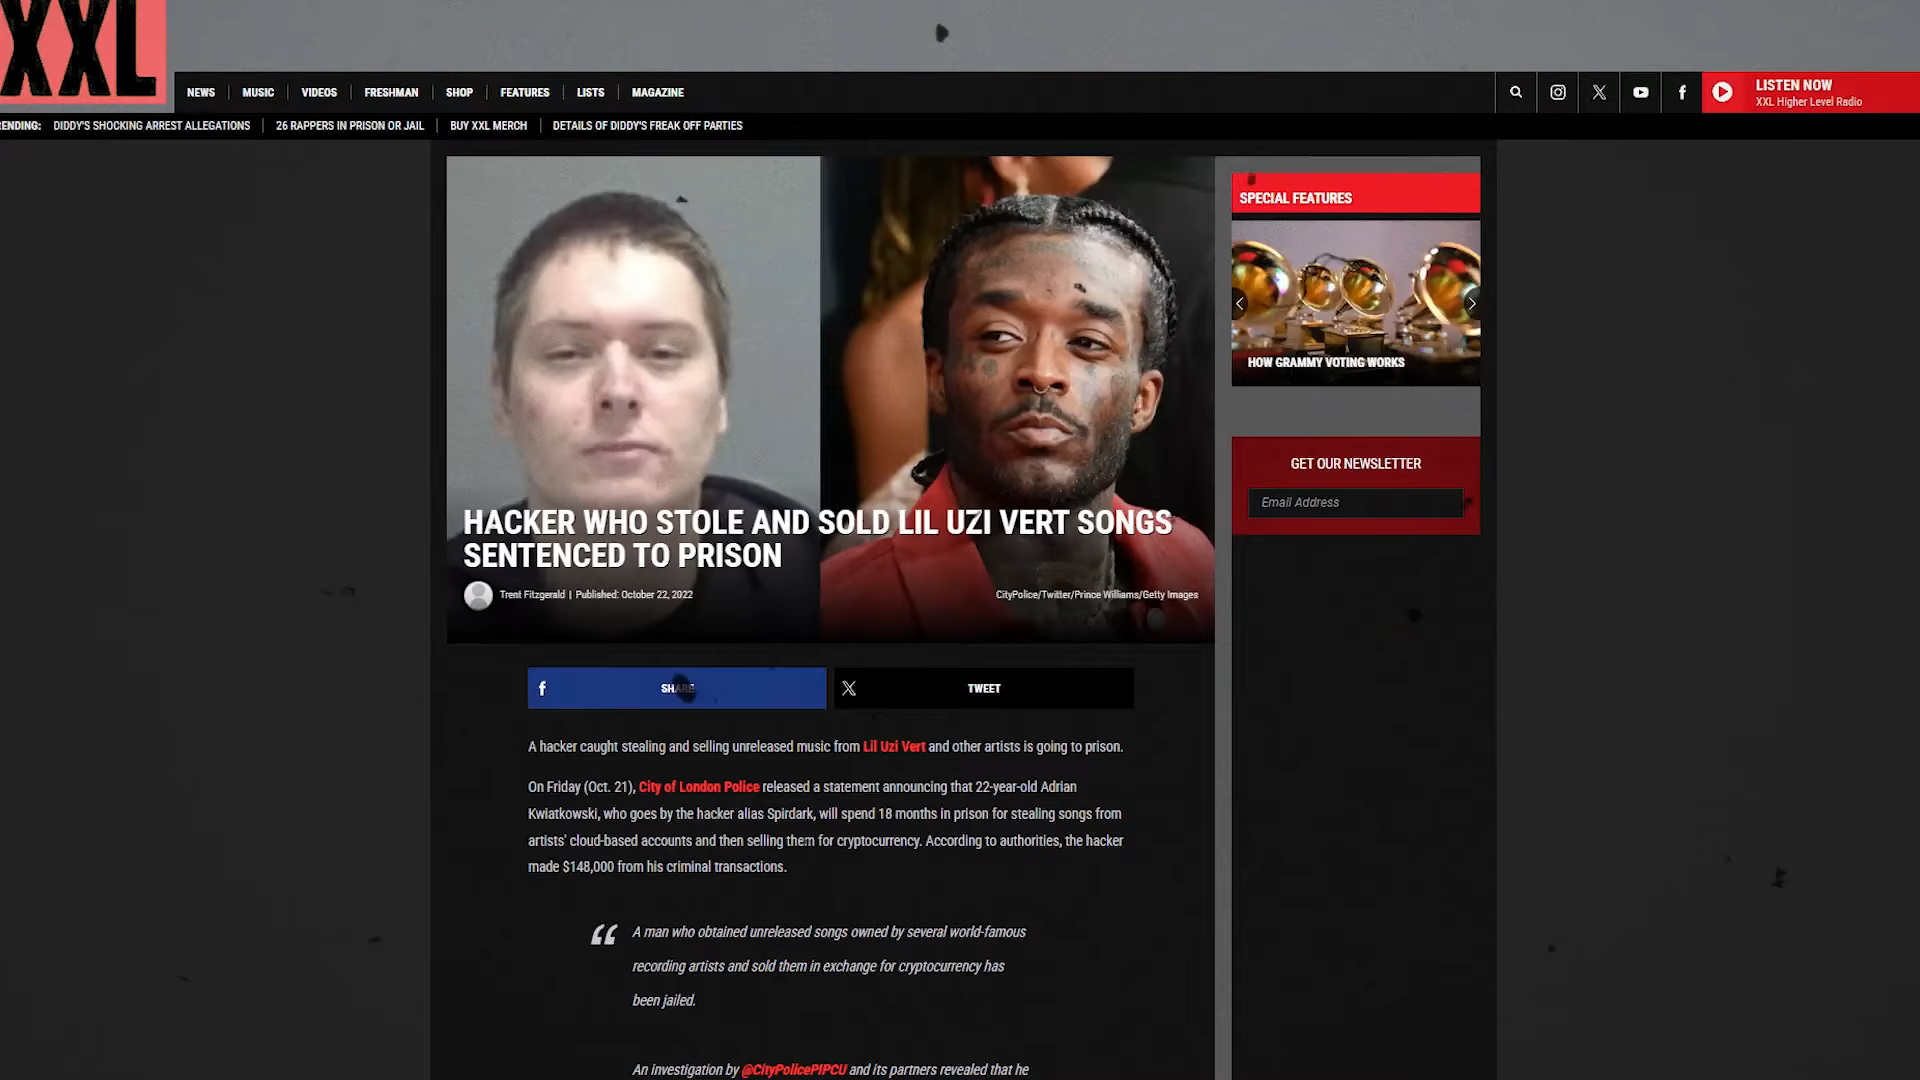 XXL
NEWS MUSIC VIDEOS FRESHMAN SHOP FEATURES LISTS MAGAZINE
LISTEN NOW
XXL Higher Level Radio
ENDING: DIDDY'S SHOCKING ARREST ALLEGATIONS 26 RAPPERS IN PRISON OR JAIL BUY XXL MERCH DETAILS OF DIDDY'S FREAK OFF PARTIES
HACKER WHO STOLE AND SOLD LIL UZI VERT SONGS
SENTENCED TO PRISON
Trent Fitzgerald | Published: October 22, 2022
CityPolice/Twitter/Prince Williams/Getty Images
SPECIAL FEATURES
HOW GRAMMY VOTING WORKS
GET OUR NEWSLETTER
Email Address
SHARE
TWEET
A hacker caught stealing and selling unreleased music from Lil Uzi Vert and other artists is going to prison.
On Friday (Oct. 21), City of London Police released a statement announcing that 22-year-old Adrian
Kwiatkowski, who goes by the hacker alias Spirdark, will spend 18 months in prison for stealing songs from
artists' cloud-based accounts and then selling them for cryptocurrency. According to authorities, the hacker
made $148,000 from his criminal transactions.
“ A man who obtained unreleased songs owned by several world-famous
recording artists and sold them in exchange for cryptocurrency has
been jailed.
An investigation by @CityPolicePIPCU and its partners revealed that he